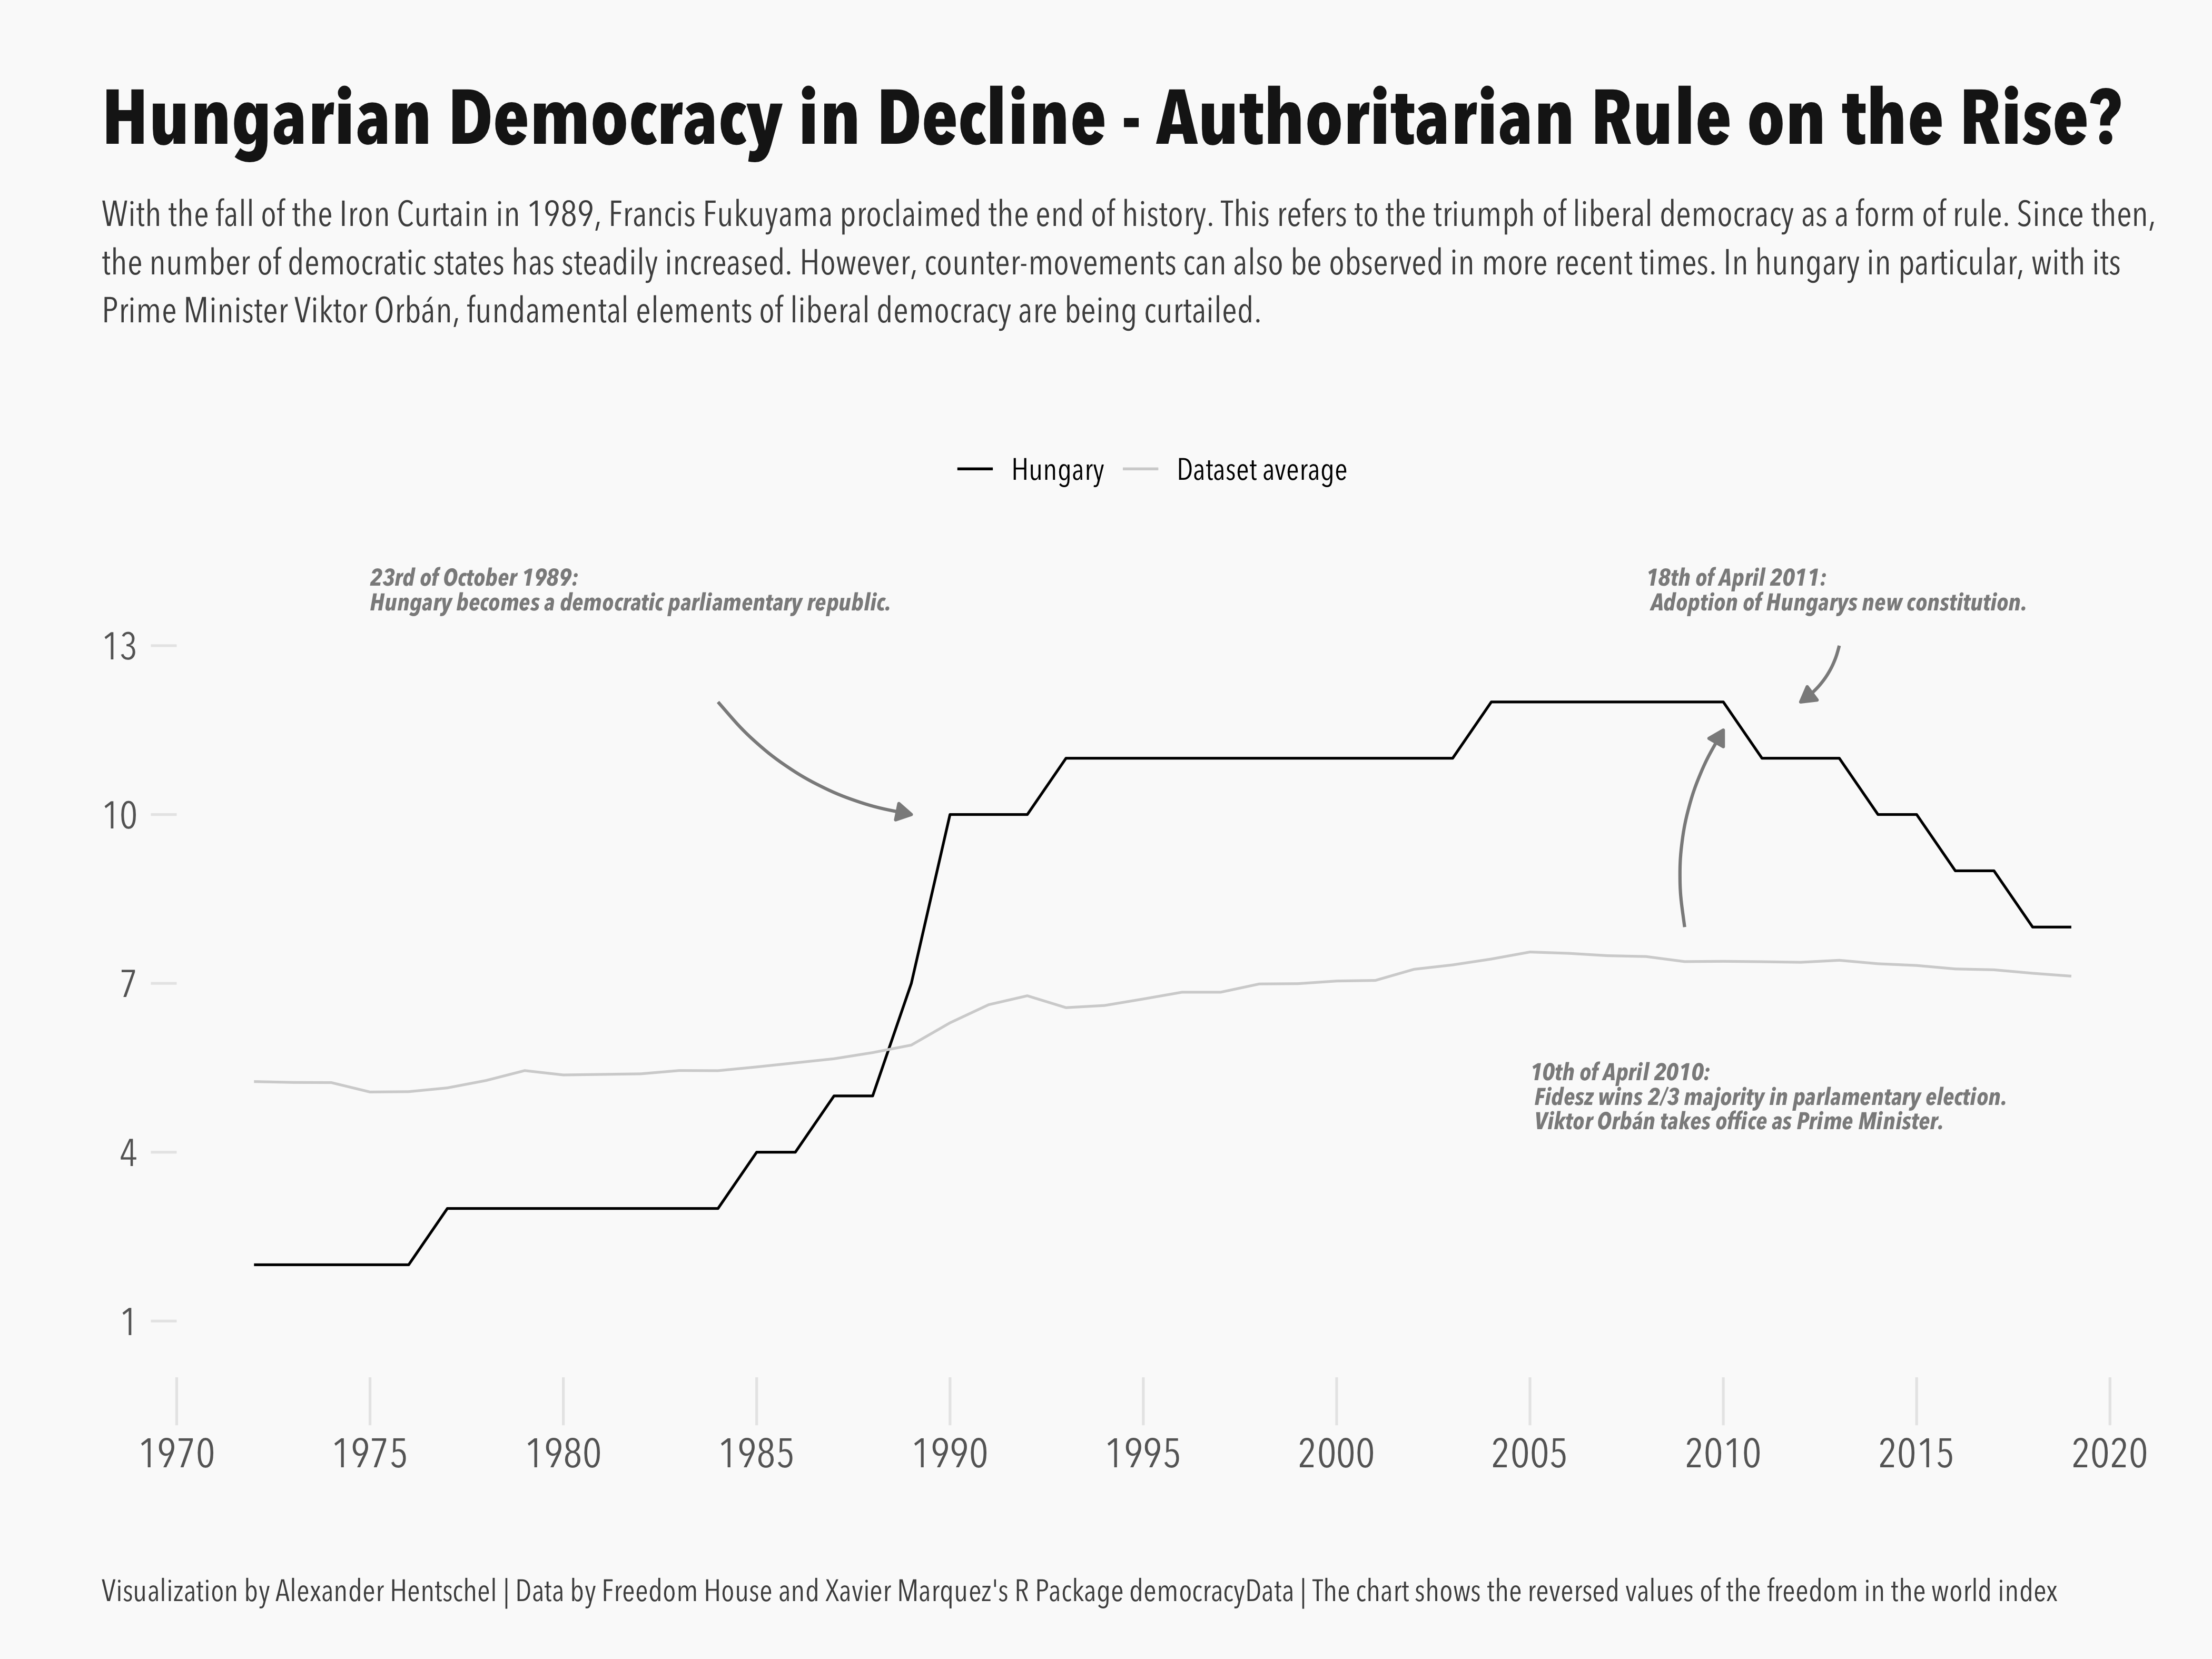 Hungarian Democracy in Decline - Authoritarian Rule on the Rise?
With the fall of the Iron Curtain in 1989, Francis Fukuyama proclaimed the end of history. This refers to the triumph of liberal democracy as a form of rule. Since then,
the number of democratic states has steadily increased. However, counter-movements can also be observed in more recent times. In hungary in particular, with its
Prime Minister Viktor Orbán, fundamental elements of liberal democracy are being curtailed.
Hungary
Dataset average
23rd of October 1989:
Hungary becomes a democratic parliamentary republic.
18th of April 2011:
Adoption of Hungarys new constitution.
13
10
7
4
1
10th of April 2010:
Fidesz wins 2/3 majority in parlamentary election.
Viktor Orbán takes office as Prime Minister.
1970
1975
1980
1985
1990
1995
2000
2005
2010
2015
2020
Visualization by Alexander Hentschel | Data by Freedom House and Xavier Marquez's R Package democracyData | The chart shows the reversed values of the freedom in the world index